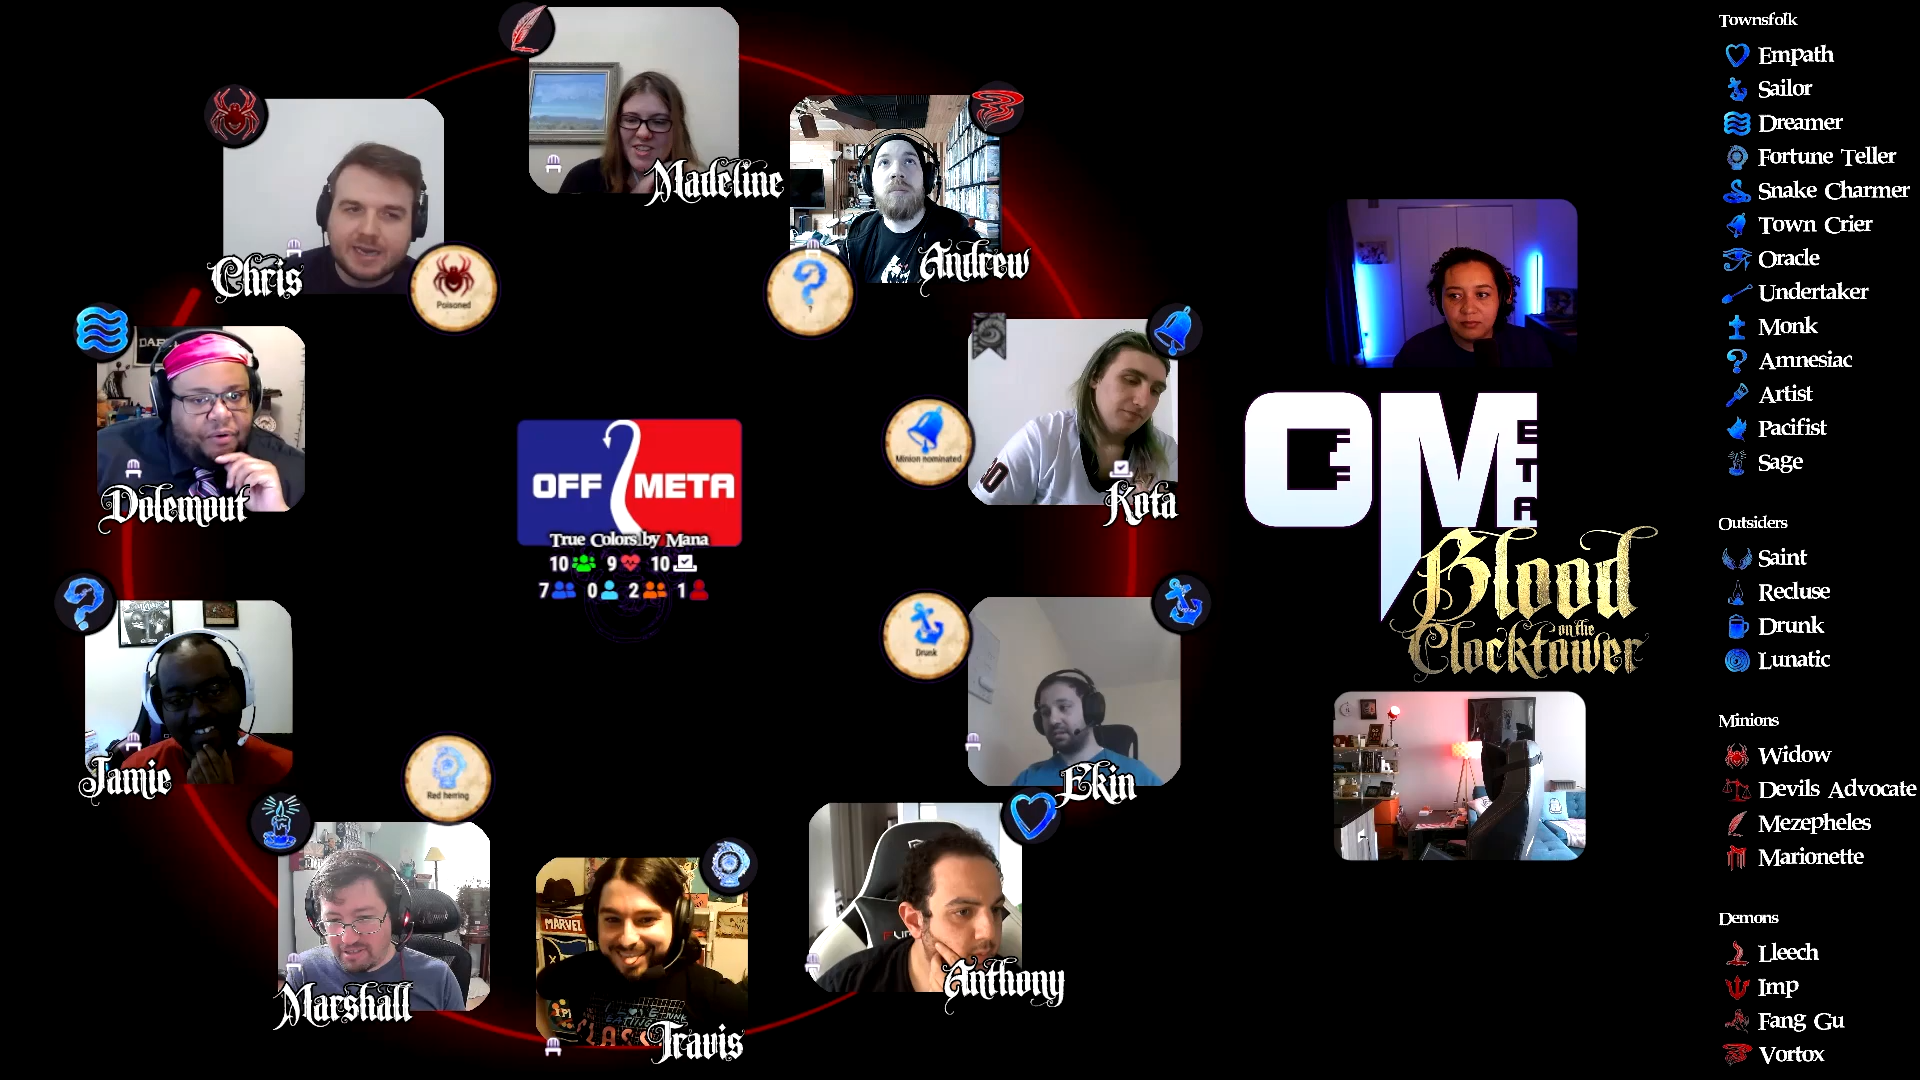 Madeline
Chris
Poisoned
Andrew
?
Dolemout
Minion nominated
Kota
OFF META
True Colors by Mana
10 9 10
7 0 2 1
Drunk
Ekin
Jamie
Red herring
Marshall
MARVEL
Travis
Anthony
OFF
META
Blood
on the
Clocktower
Townsfolk
Empath
Sailor
Dreamer
Fortune Teller
Snake Charmer
Town Crier
Oracle
Undertaker
Monk
Amnesiac
Artist
Pacifist
Sage
Outsiders
Saint
Recluse
Drunk
Lunatic
Minions
Widow
Devils Advocate
Mezepheles
Marionette
Demons
Lleech
Imp
Fang Gu
Vortox